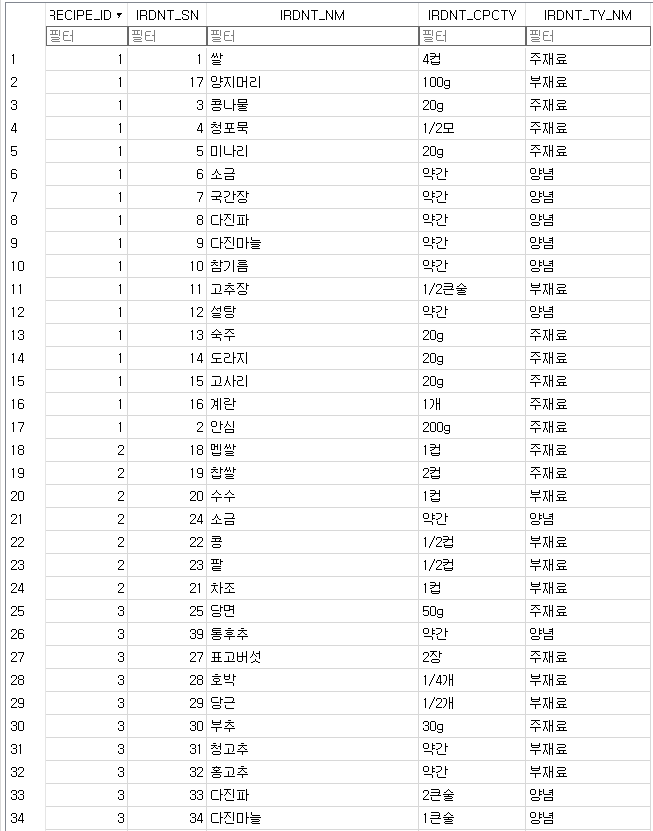 RECIPE_ID IRDNT_SN IRDNT_NM IRDNT_CPCTY IRDNT_TY_NM
필터 필터 필터 필터 필터
1 1 1 쌀 4컵 주재료
2 1 17 양지머리 100g 부재료
3 1 3 콩나물 20g 주재료
4 1 4 청포묵 1/2모 주재료
5 1 5 미나리 20g 주재료
6 1 6 소금 약간 양념
7 1 7 국간장 약간 양념
8 1 8 다진파 약간 양념
9 1 9 다진마늘 약간 양념
10 1 10 참기름 약간 양념
11 1 11 고추장 1/2큰술 부재료
12 1 12 설탕 약간 양념
13 1 13 숙주 20g 주재료
14 1 14 도라지 20g 주재료
15 1 15 고사리 20g 주재료
16 1 16 계란 1개 주재료
17 1 2 안심 200g 주재료
18 2 18 멥쌀 1컵 주재료
19 2 19 찹쌀 2컵 주재료
20 2 20 수수 1컵 부재료
21 2 24 소금 약간 양념
22 2 22 콩 1/2컵 부재료
23 2 23 팥 1/2컵 부재료
24 2 21 차조 1컵 부재료
25 3 25 당면 50g 주재료
26 3 39 통후추 약간 양념
27 3 27 표고버섯 2장 주재료
28 3 28 호박 1/4개 부재료
29 3 29 당근 1/2개 부재료
30 3 30 부추 30g 주재료
31 3 31 청고추 약간 부재료
32 3 32 홍고추 약간 부재료
33 3 33 다진파 2큰술 양념
34 3 34 다진마늘 1큰술 양념